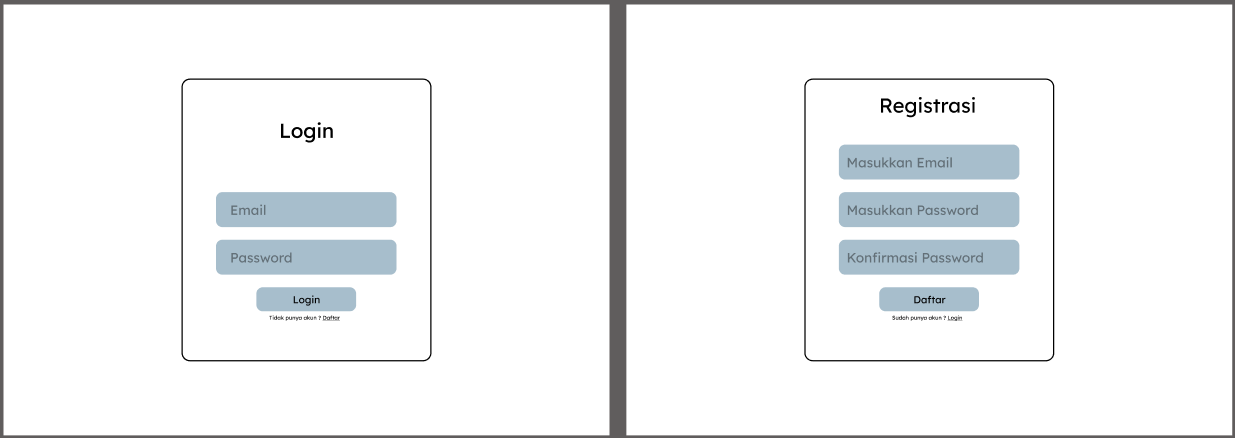 Login
Email
Password
Login
Tidak punya akun ? Daftar
Registrasi
Masukkan Email
Masukkan Password
Konfirmasi Password
Daftar
Sudah punya akun ? Login